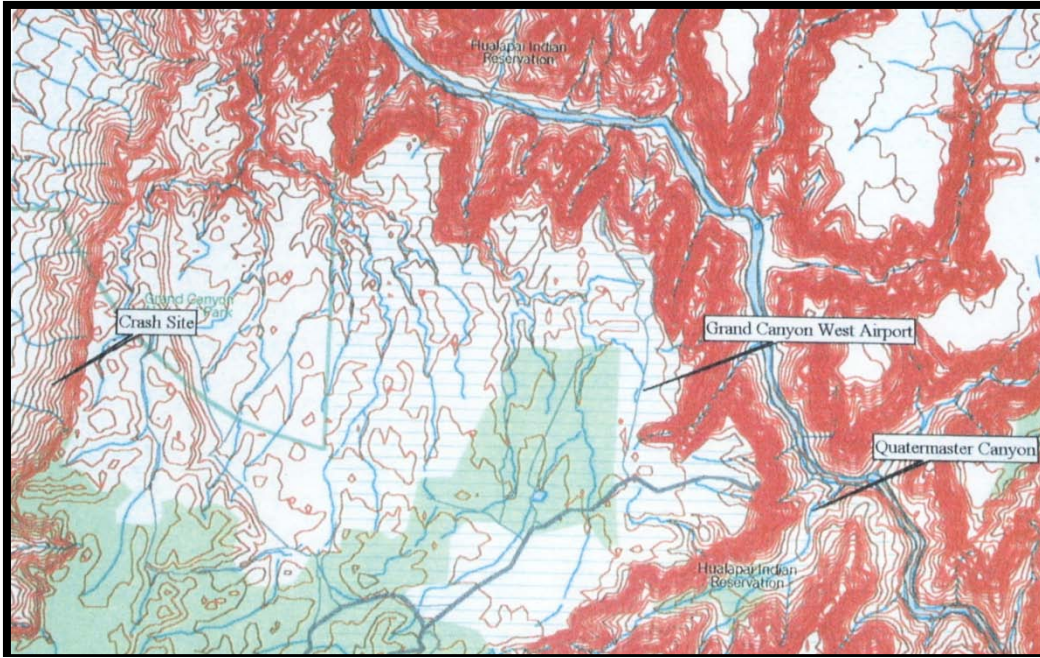 Hualapai Indian
Reservation
Grand Canyon
Park
Crash Site
Grand Canyon West Airport
Quatermaster Canyon
Hualapai Indian
Reservation